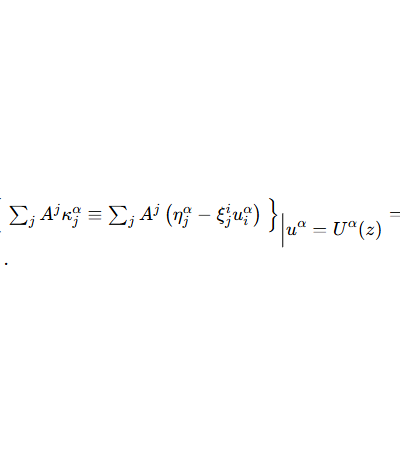 { ∑_j A^j κ_j^α ≡ ∑_j A^j (η_j^α − ξ_j^i u_i^α) }_{| u^α = U^α(z)} =
.